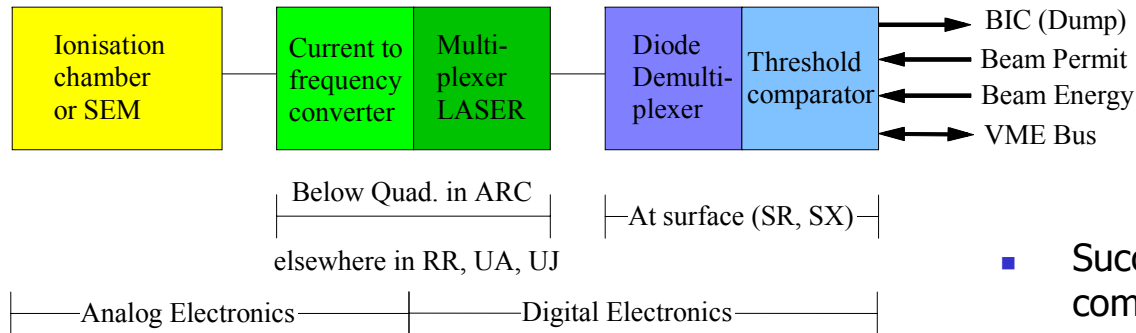 Ionisation
chamber
or SEM
Current to
frequency
converter
Multi-
plexer
LASER
Diode
Demulti-
plexer
Threshold
comparator
BIC (Dump)
Beam Permit
Beam Energy
VME Bus
Below Quad. in ARC
elsewhere in RR, UA, UJ
At surface (SR, SX)
Analog Electronics
Digital Electronics